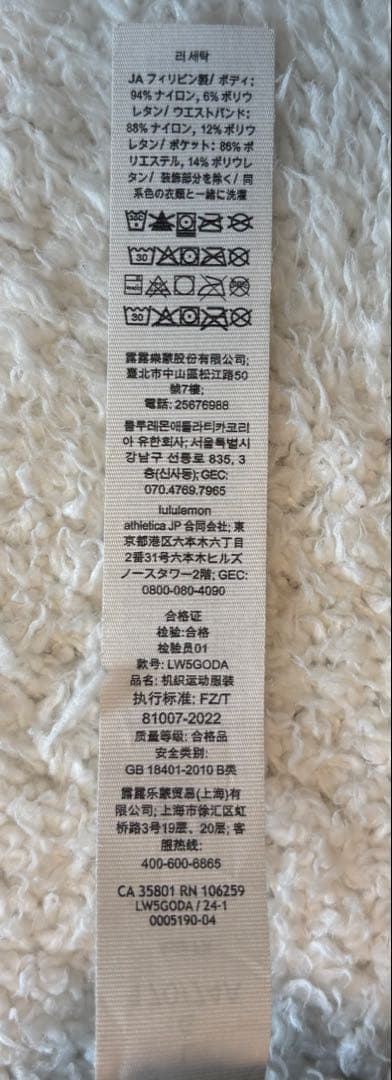 리 세탁
JA フィリピン製/ ボディ:
94% ナイロン, 6% ポリウ
レタン/ ウエストバンド:
88% ナイロン, 12% ポリウ
レタン/ ポケット: 86% ポ
リエステル, 14% ポリウレ
タン/ 装飾部分を除く/ 同
系色の衣類と一緒に洗濯
30
30
露露樂蒙股份有限公司;
臺北市中山區松江路50
號7樓;
電話: 25676988
룰루레몬애틀라티카코리
아 유한회사; 서울특별시
강남구 선릉로 835, 3
층(신사동); GEC:
070.4769.7965
lululemon
athletica JP 合同会社; 東
京都港区六本木六丁目
2番31号六本木ヒルズ
ノースタワー2階; GEC:
0800-080-4090
合格证
检验:合格
检验员01
款号: LW5GODA
品名: 机织运动服装
执行标准: FZ/T
81007-2022
质量等级: 合格品
安全类别:
GB 18401-2010 B类
露露乐蒙贸易(上海)有
限公司; 上海市徐汇区虹
桥路3号19层、20层; 客
服热线:
400-600-6865
CA 35801 RN 106259
LW5GODA / 24-1
0005190-04